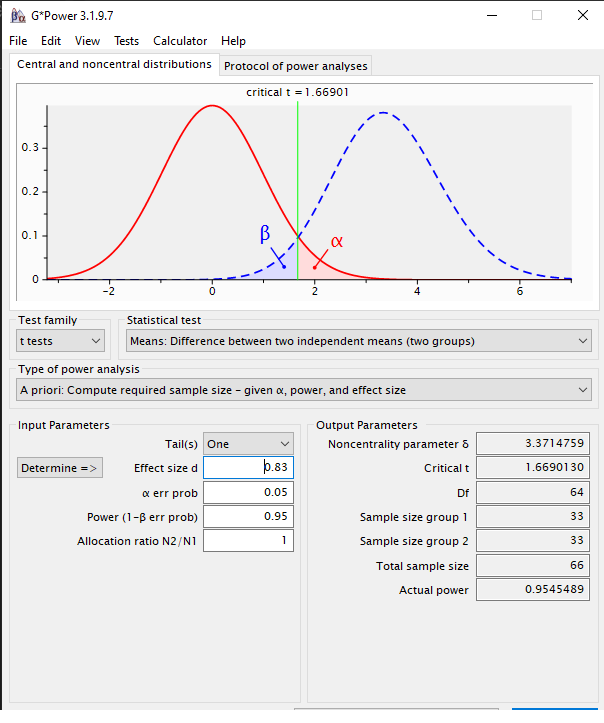 G*Power 3.1.9.7
File Edit View Tests Calculator Help
Central and noncentral distributions Protocol of power analyses
critical t = 1.66901
0.3
0.2
0.1
0
β
α
-2 0 2 4 6
Test family Statistical test
t tests Means: Difference between two independent means (two groups)
Type of power analysis
A priori: Compute required sample size - given α, power, and effect size
Input Parameters
Tail(s) One
Determine => Effect size d 0.83
α err prob 0.05
Power (1-β err prob) 0.95
Allocation ratio N2/N1 1
Output Parameters
Noncentrality parameter δ 3.3714759
Critical t 1.6690130
Df 64
Sample size group 1 33
Sample size group 2 33
Total sample size 66
Actual power 0.9545489